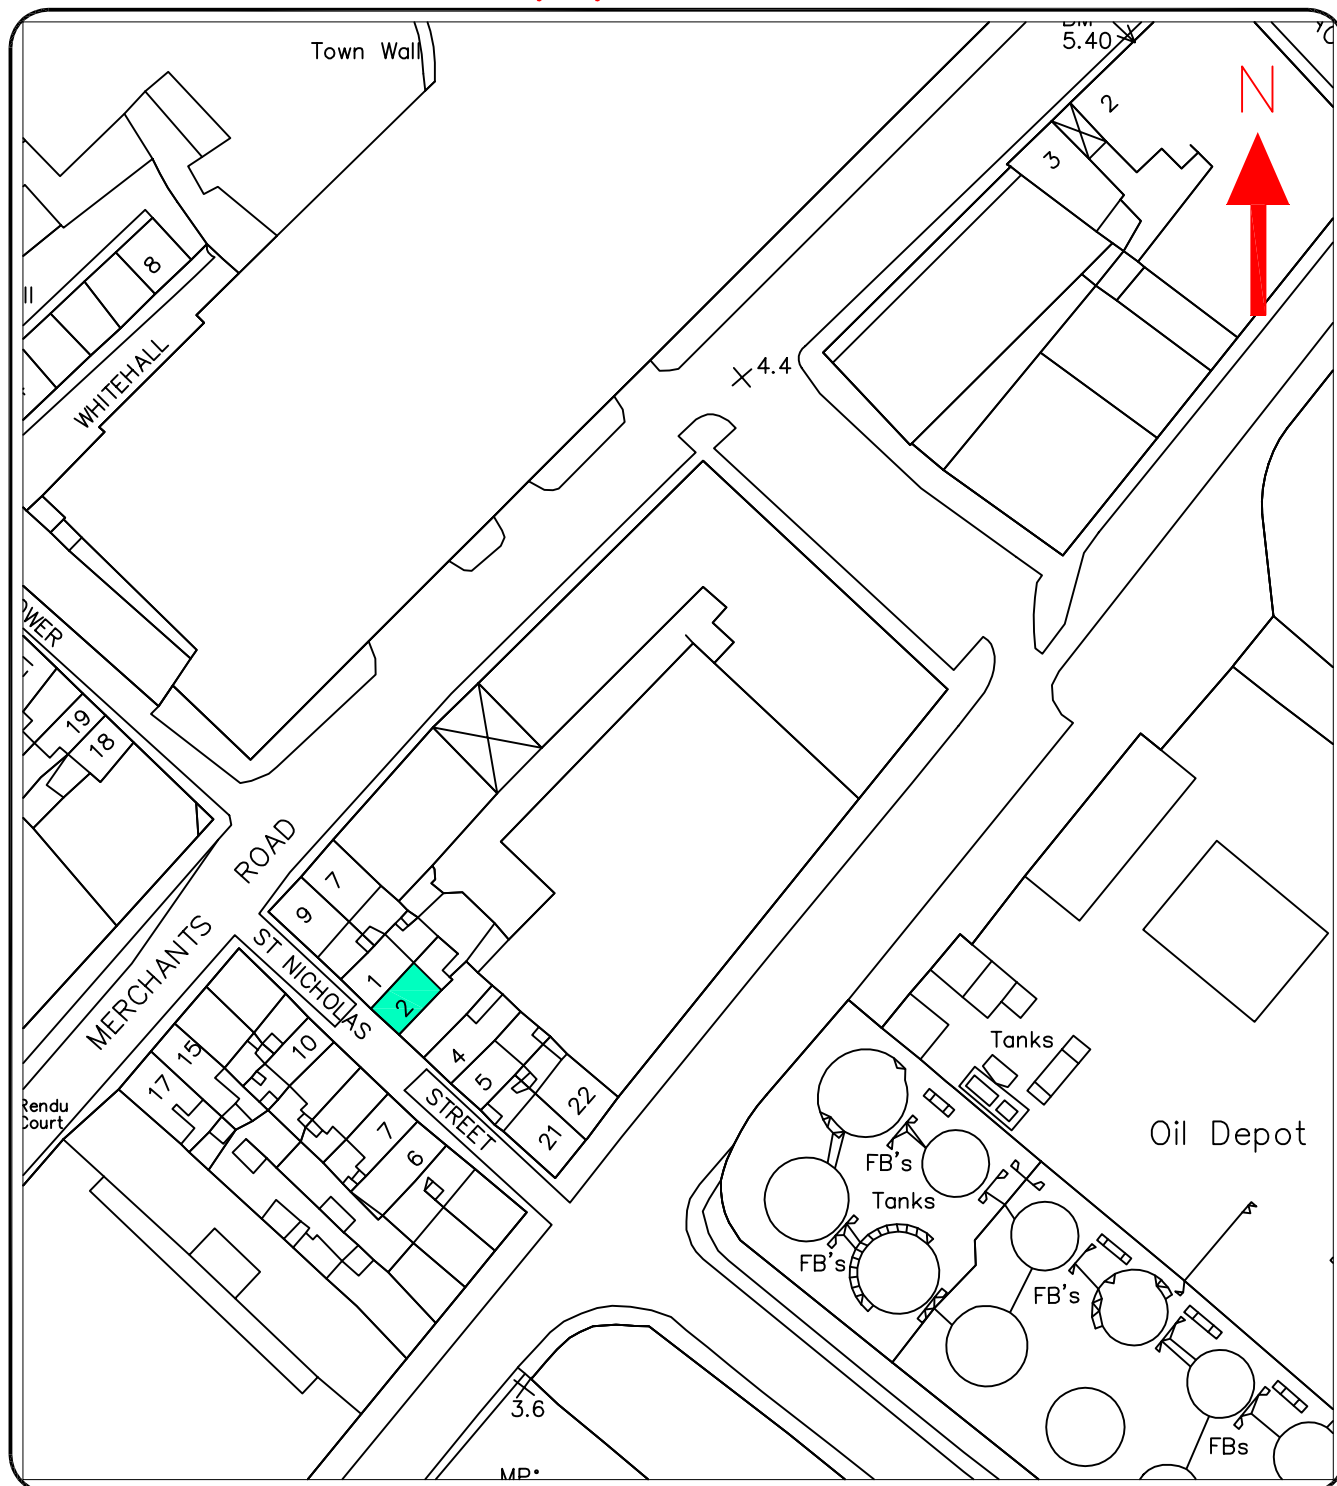 Town Wall
5.40
N
2
3
8
WHITEHALL
4.4
19
18
ROAD
MERCHANTS
7
9
ST NICHOLAS
1
2
4
5
STREET
22
21
10
15
17
7
6
Rendu
Court
Tanks
Oil Depot
FB's
Tanks
FB's
FB's
FBs
3.6